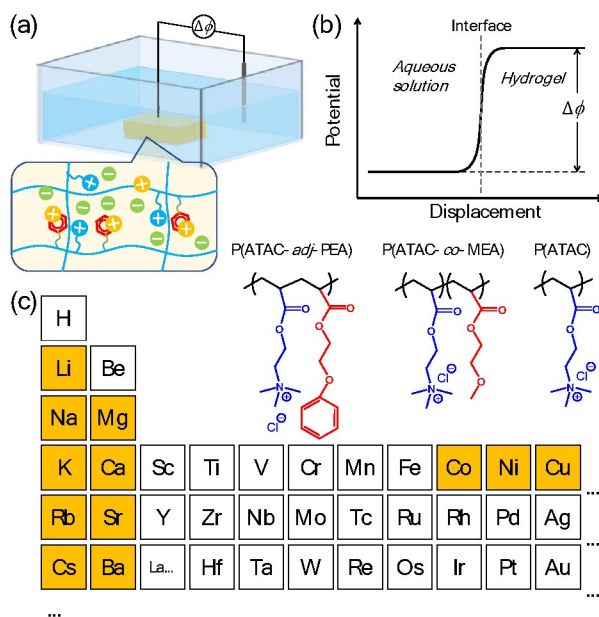 (a)
Δϕ
(b)
Interface
Aqueous solution
Hydrogel
Δϕ
Potential
Displacement
P(ATAC-adj-PEA)
P(ATAC-co-MEA)
P(ATAC)
O
O
O
O
O
N
⊕
Cl⊖
O
O
O
O
O
N
⊕
Cl⊖
O
O
N
⊕
Cl⊖
(c)
H
Li Be
Na Mg
K Ca Sc Ti V Cr Mn Fe Co Ni Cu ...
Rb Sr Y Zr Nb Mo Tc Ru Rh Pd Ag ...
Cs Ba La... Hf Ta W Re Os Ir Pt Au ...
...